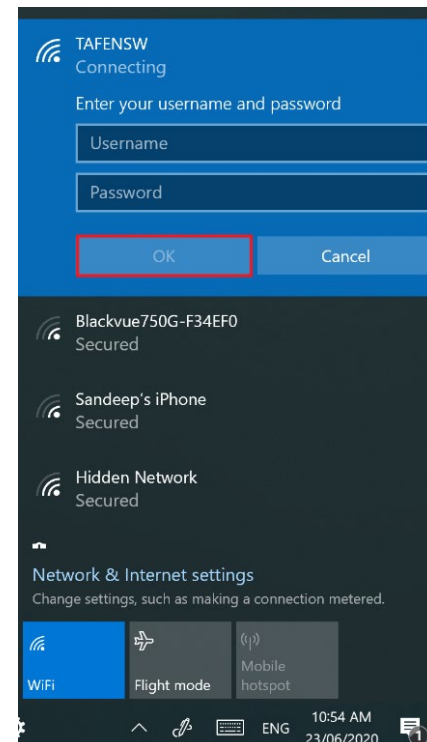 TAFENSW
Connecting
Enter your username and password
Username
Password
OK Cancel
Blackvue750G-F34EF0
Secured
Sandeep's iPhone
Secured
Hidden Network
Secured
Network & Internet settings
Change settings, such as making a connection metered.
Mobile
WiFi Flight mode hotspot
10:54 AM
ENG
23/06/2020
1